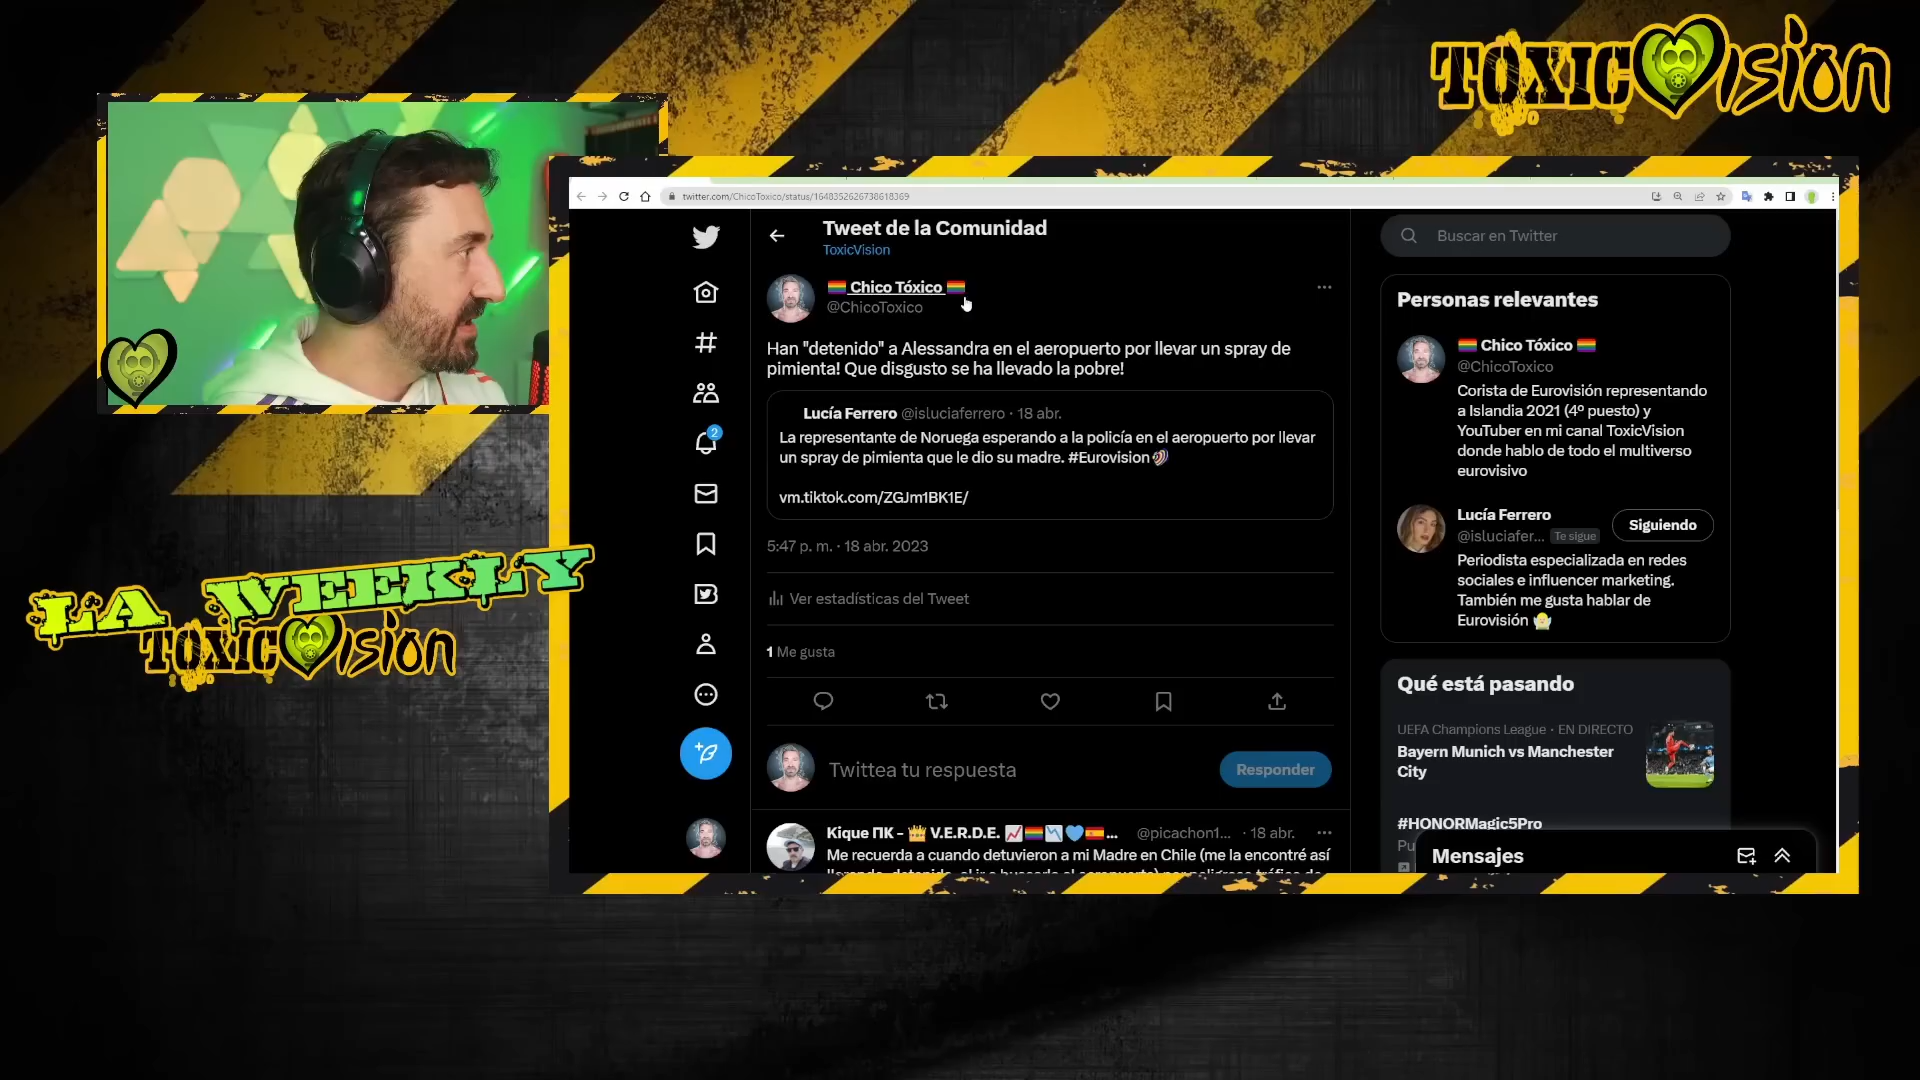 TOXICVision
twitter.com/ChicoToxico/status/1648352626738618369
Tweet de la Comunidad
ToxicVision
Buscar en Twitter
Chico Tóxico
@ChicoToxico
Han "detenido" a Alessandra en el aeropuerto por llevar un spray de
pimienta! Que disgusto se ha llevado la pobre!
Lucía Ferrero @isluciaferrero · 18 abr.
La representante de Noruega esperando a la policía en el aeropuerto por llevar
un spray de pimienta que le dio su madre. #Eurovision
vm.tiktok.com/ZGJm1BK1E/
5:47 p. m. · 18 abr. 2023
Ver estadísticas del Tweet
1 Me gusta
2
Twittea tu respuesta
Responder
Kique ПК - 👑 V.E.R.D.E. 📈🏳️‍🌈📉💙🇪🇸... @picachon1... · 18 abr.
Me recuerda a cuando detuvieron a mi Madre en Chile (me la encontré así
Personas relevantes
Chico Tóxico
@ChicoToxico
Corista de Eurovisión representando
a Islandia 2021 (4º puesto) y
YouTuber en mi canal ToxicVision
donde hablo de todo el multiverso
eurovisivo
Lucía Ferrero
@isluciafer... Te sigue
Siguiendo
Periodista especializada en redes
sociales e influencer marketing.
También me gusta hablar de
Eurovisión
Qué está pasando
UEFA Champions League · EN DIRECTO
Bayern Munich vs Manchester
City
#HONORMagic5Pro
Pu
Mensajes
LA WEEKLY
TOXICVision